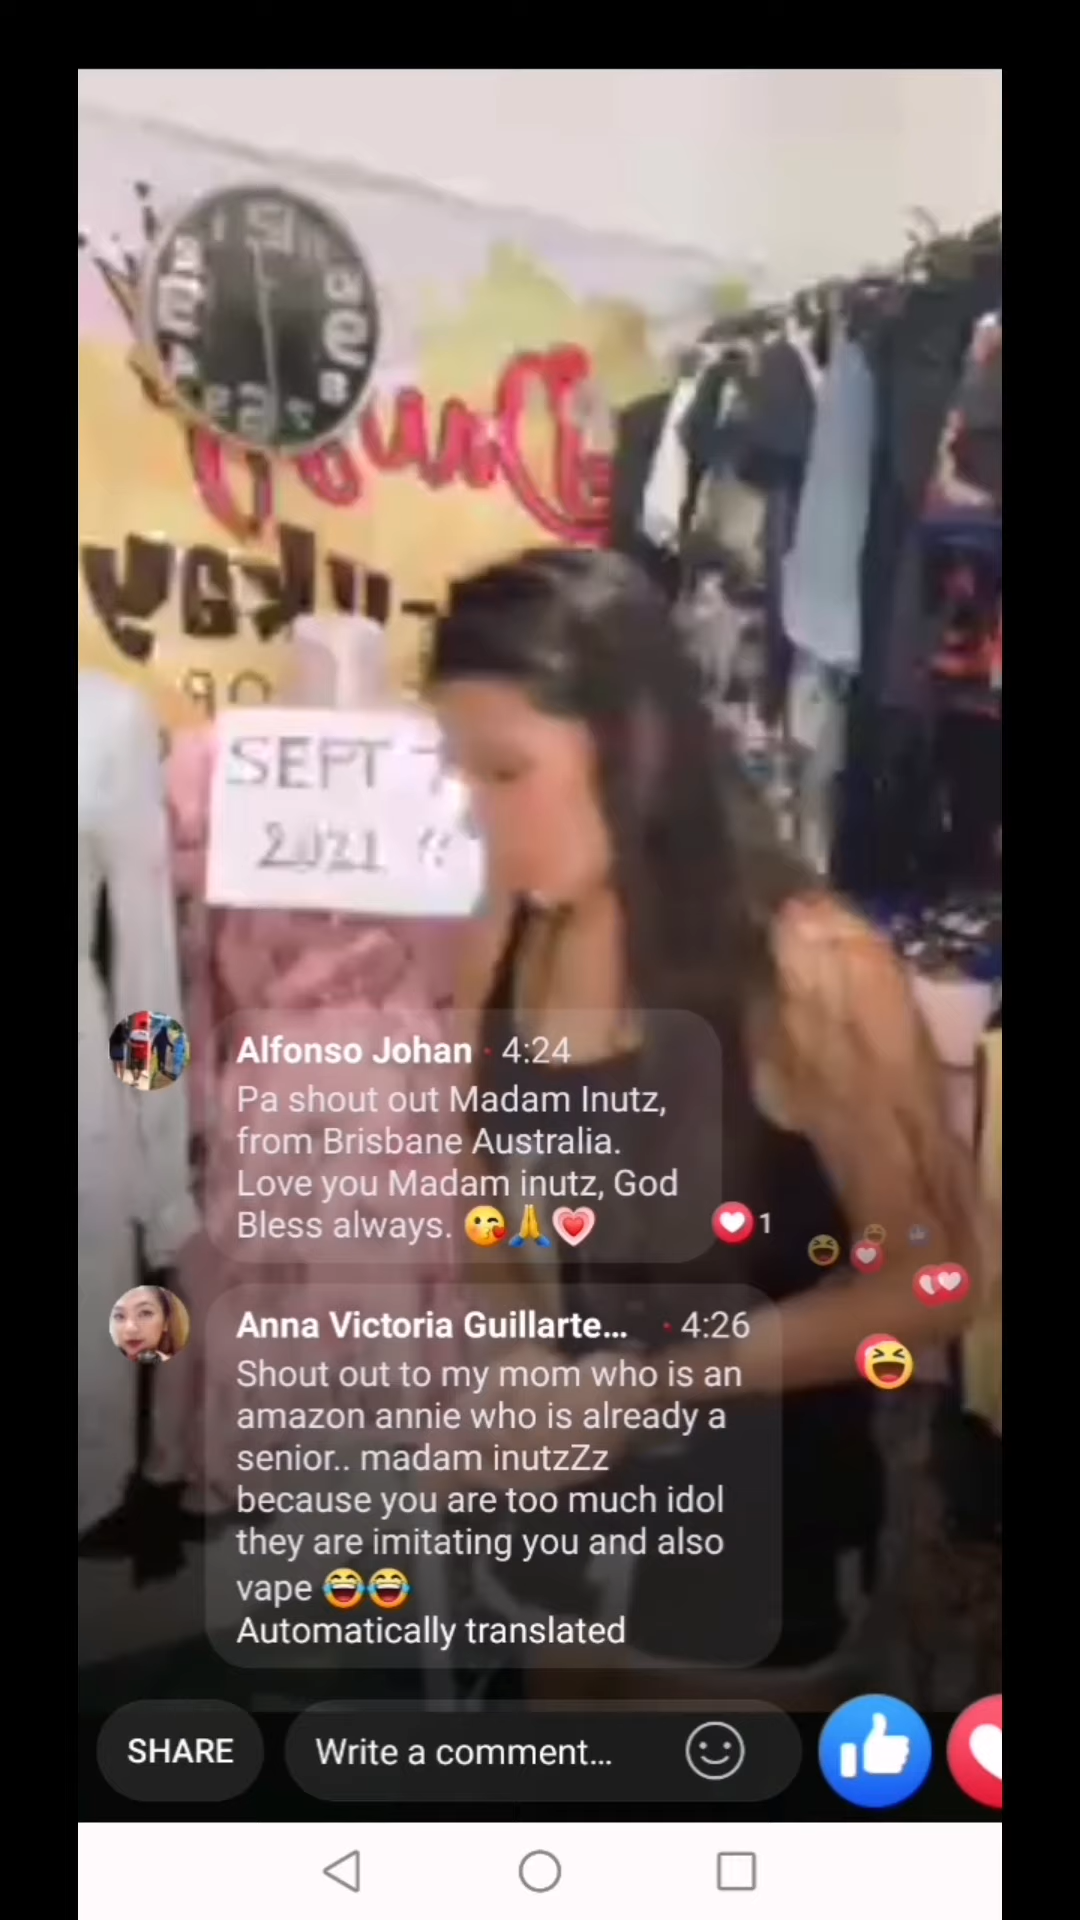 SEPT 7
2021
Alfonso Johan · 4:24
Pa shout out Madam Inutz,
from Brisbane Australia.
Love you Madam inutz, God
Bless always. 😘🙏💗
1
Anna Victoria Guillarte... · 4:26
Shout out to my mom who is an
amazon annie who is already a
senior.. madam inutzZz
because you are too much idol
they are imitating you and also
vape 😂😂
Automatically translated
SHARE
Write a comment...